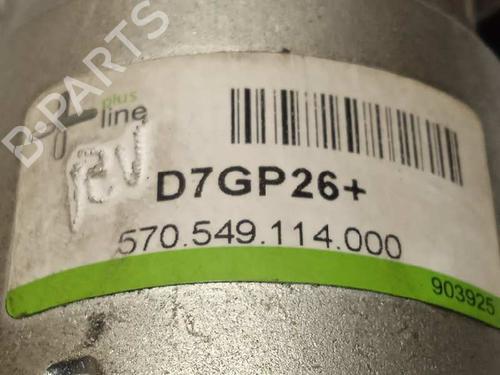 plus
line
12V
D7GP26+
570.549.114.000
903925
B-PARTS